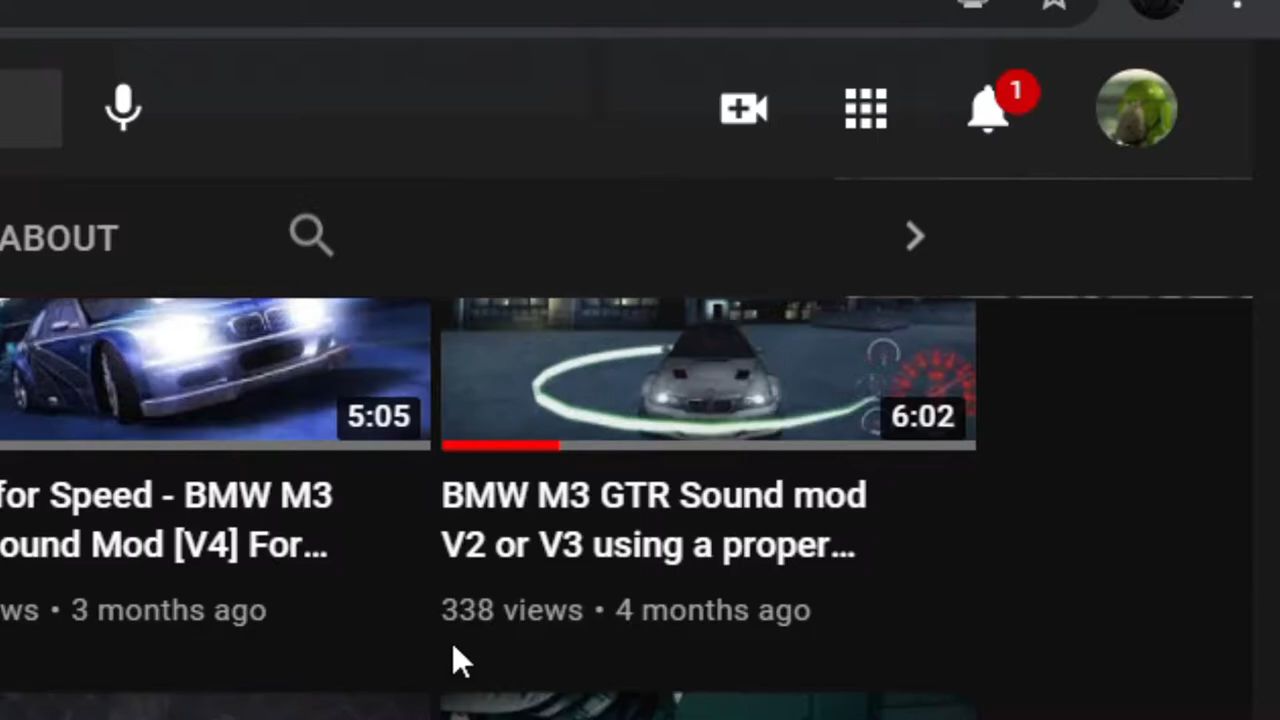 1
ABOUT
5:05
6:02
for Speed - BMW M3
ound Mod [V4] For...
BMW M3 GTR Sound mod
V2 or V3 using a proper...
ws • 3 months ago
338 views • 4 months ago